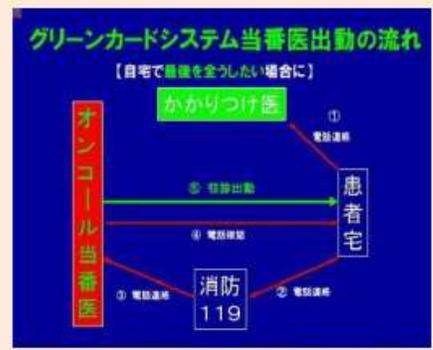 グリーンカードシステム当番医出動の流れ
【自宅で最後を全うしたい場合に】
かかりつけ医
①
電話連絡
オンコール当番医
患者宅
⑤ 往診出動
④ 電話確認
③ 電話連絡
消防
119
② 電話連絡